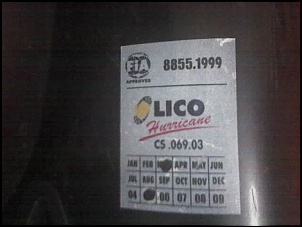 FIA
APPROVED
8855.1999
LICO
Hurricane
CS .069.03
JAN FEB APR MAY JUN
JUL AUG SEP OCT NOV DEC
04 06 07 08 09